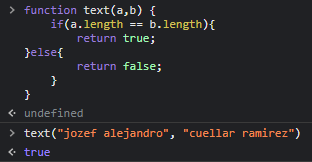 function text(a,b) {
if(a.length == b.length){
return true;
}else{
return false;
}
}
undefined
text("jozef alejandro", "cuellar ramirez")
true